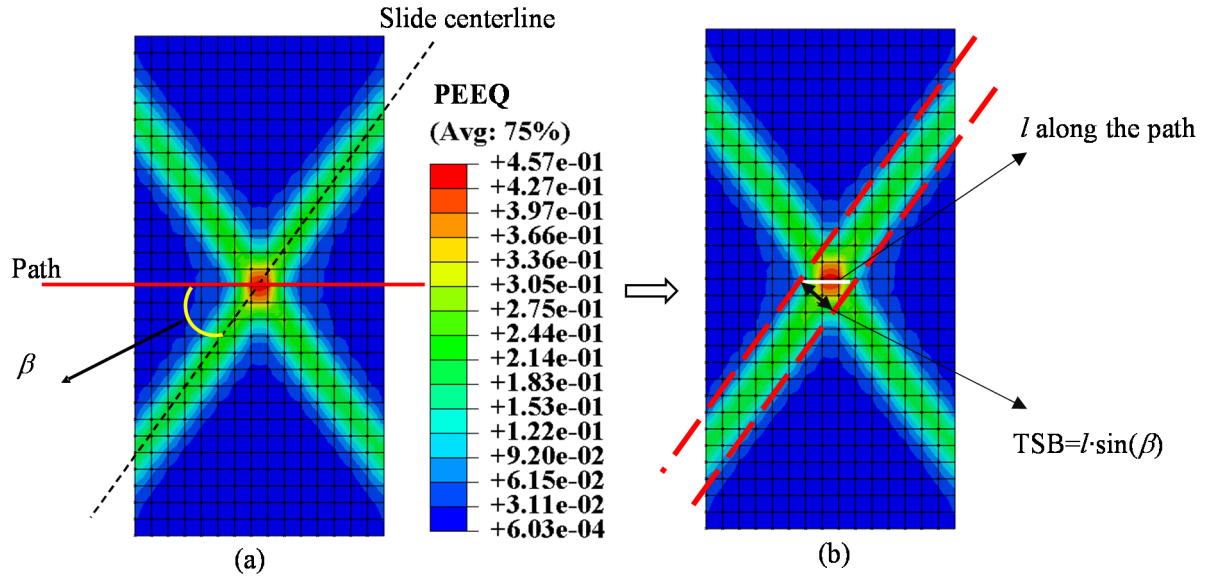 Slide centerline
PEEQ
(Avg: 75%)
+4.57e-01
+4.27e-01
+3.97e-01
+3.66e-01
+3.36e-01
+3.05e-01
+2.75e-01
+2.44e-01
+2.14e-01
+1.83e-01
+1.53e-01
+1.22e-01
+9.20e-02
+6.15e-02
+3.11e-02
+6.03e-04
Path
β
(a)
l along the path
TSB=l·sin(β)
(b)